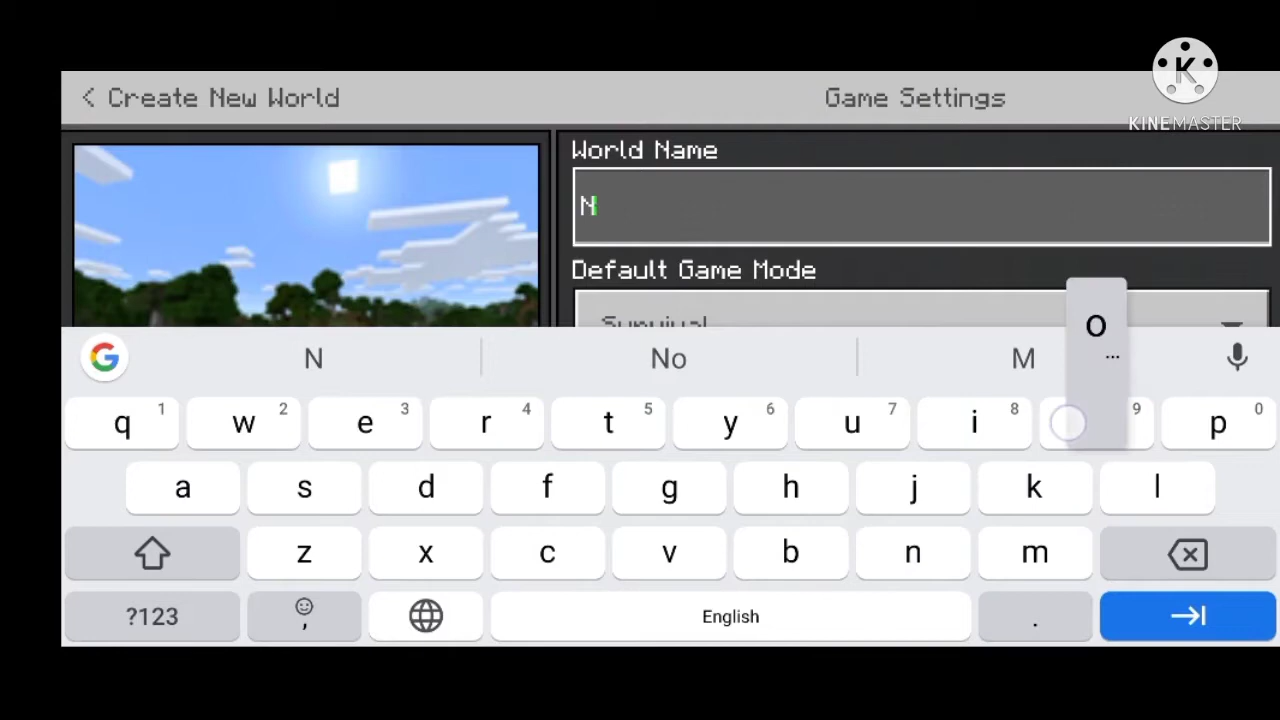 K
KINEMASTER
< Create New World
Game Settings
World Name
N
Default Game Mode
Survival
G N No M
o
...
q 1 w 2 e 3 r 4 t 5 y 6 u 7 i 8 9 p 0
a s d f g h j k l
z x c v b n m
?123 , English .